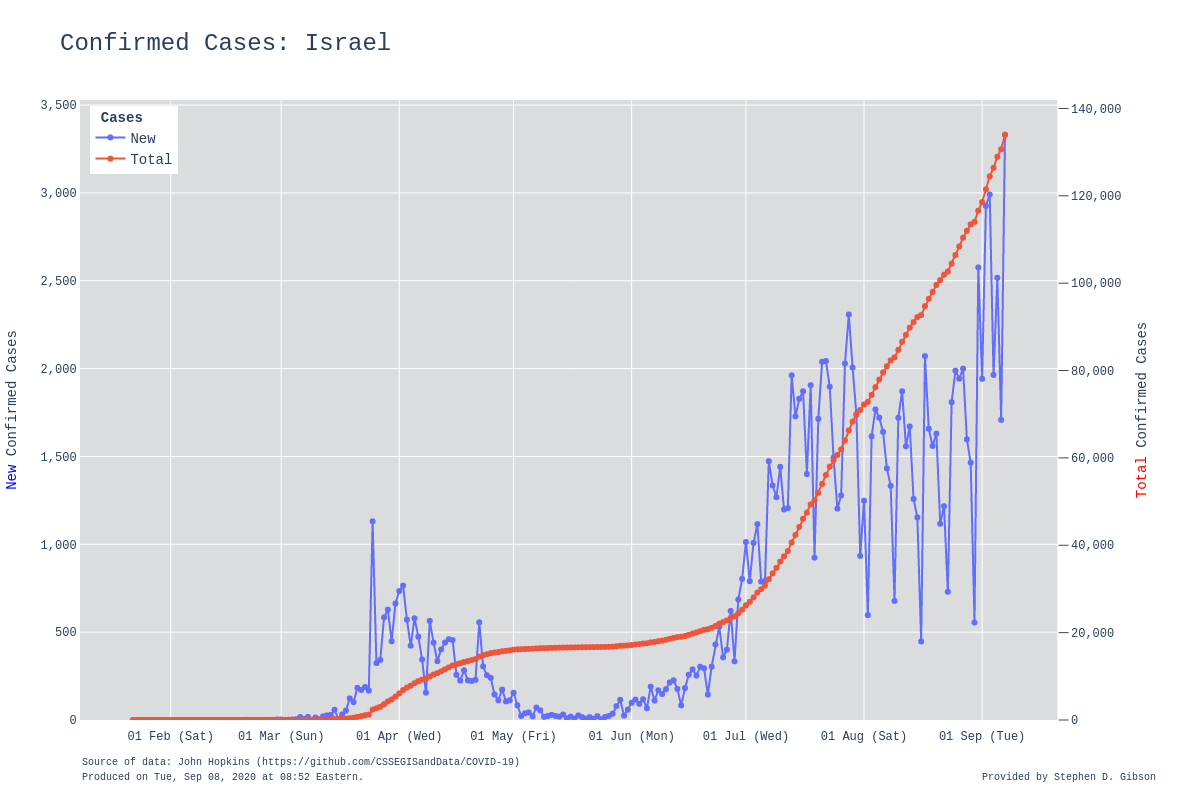 Confirmed Cases: Israel
Cases
New
Total
New Confirmed Cases
3,500
3,000
2,500
2,000
1,500
1,000
500
0
140,000
120,000
100,000
80,000
60,000
40,000
20,000
0
Total Confirmed Cases
01 Feb (Sat) 01 Mar (Sun) 01 Apr (Wed) 01 May (Fri) 01 Jun (Mon) 01 Jul (Wed) 01 Aug (Sat) 01 Sep (Tue)
Source of data: John Hopkins (https://github.com/CSSEGISandData/COVID-19)
Produced on Tue, Sep 08, 2020 at 08:52 Eastern.
Provided by Stephen D. Gibson